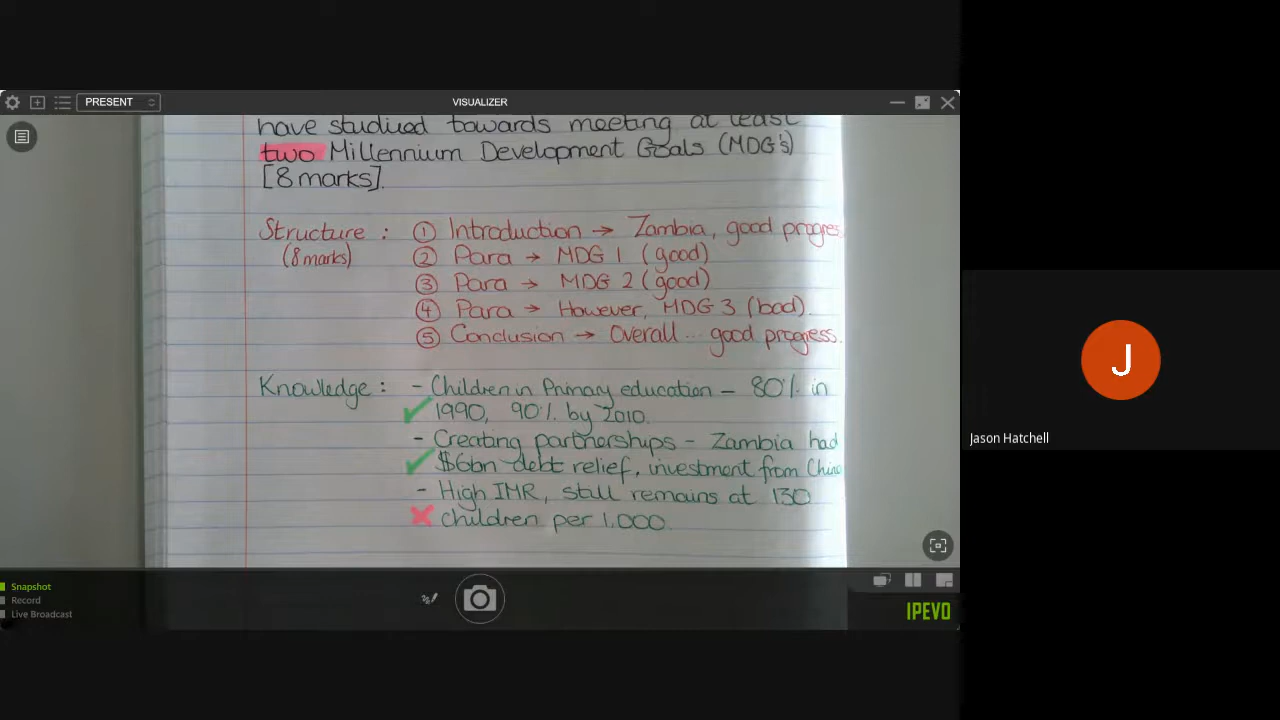 PRESENT
VISUALIZER
have studied towards meeting at least
two Millennium Development Goals (MDG's)
[8 marks].
Structure : ① Introduction → Zambia, good progres
(8 marks) ② Para → MDG 1 (good)
③ Para → MDG 2 (good)
④ Para → However, MDG 3 (bad).
⑤ Conclusion → Overall... good progress.
Knowledge : - Children in Primary education - 80% in
1990, 90% by 2010.
- Creating partnerships - Zambia had
$6bn debt relief, investment from China
- High IMR, still remains at 130
children per 1,000.
Snapshot
Record
Live Broadcast
IPEVO
J
Jason Hatchell